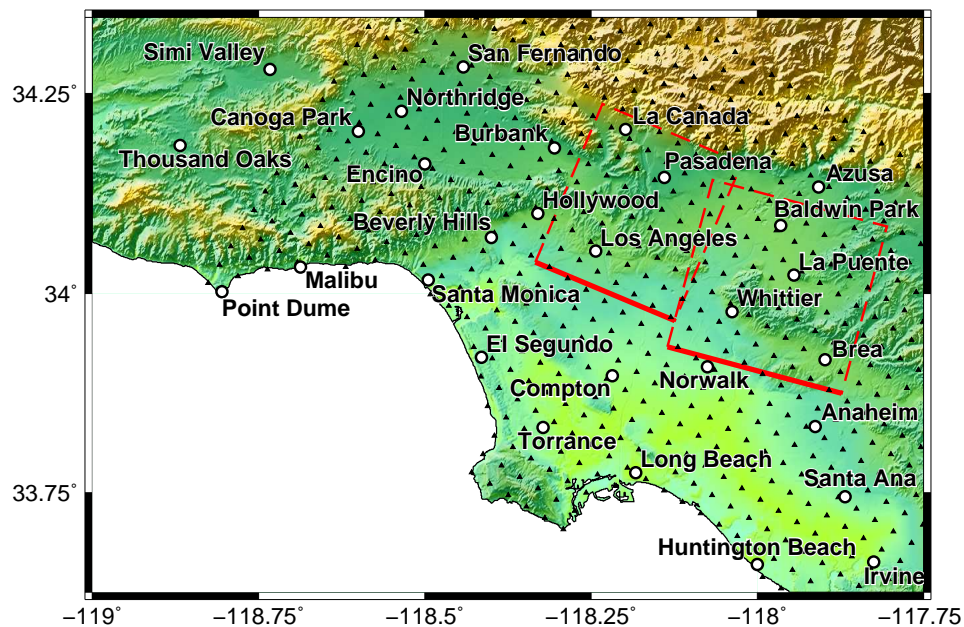 Simi Valley
San Fernando
34.25°
Northridge
La Canada
Canoga Park
Burbank
Thousand Oaks
Encino
Pasadena
Azusa
Hollywood
Baldwin Park
Beverly Hills
Los Angeles
La Puente
34°
Malibu
Santa Monica
Whittier
Point Dume
El Segundo
Brea
Compton
Norwalk
Anaheim
Torrance
Long Beach
Santa Ana
33.75°
Huntington Beach
Irvine
−119°
−118.75°
−118.5°
−118.25°
−118°
−117.75